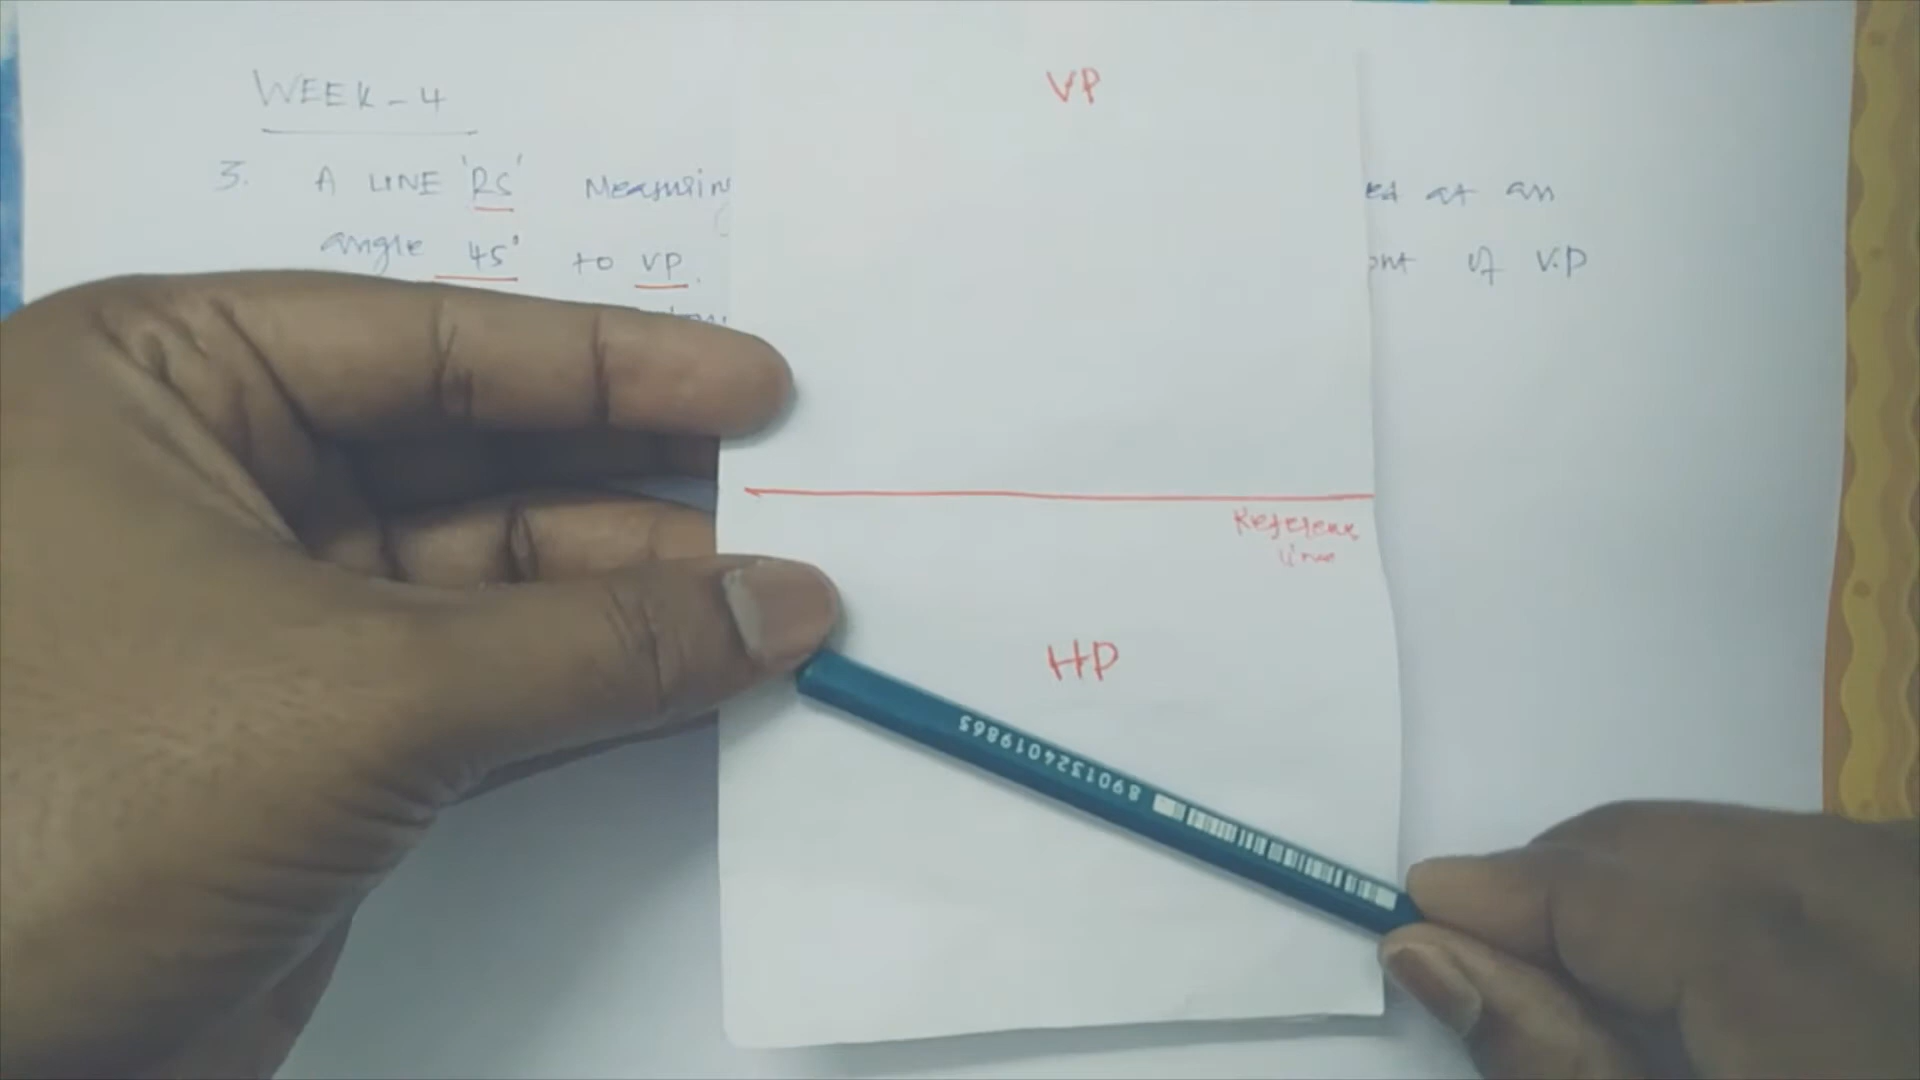 WEEK - 4
3. A LINE 'RS' Measurin
ed at an
angle 45° to VP.
ont of V.P
VP
Reference
line
HP
8901324019863